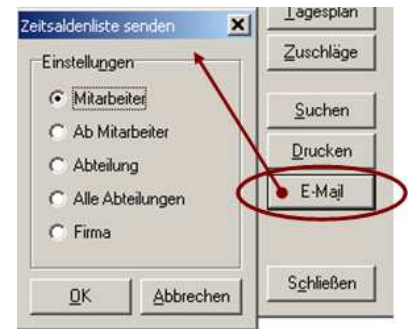 Zeitsaldenliste senden
Einstellungen
Mitarbeiter
Ab Mitarbeiter
Abteilung
Alle Abteilungen
Firma
OK
Abbrechen
Tagesplan
Zuschläge
Suchen
Drucken
E-Mail
Schließen